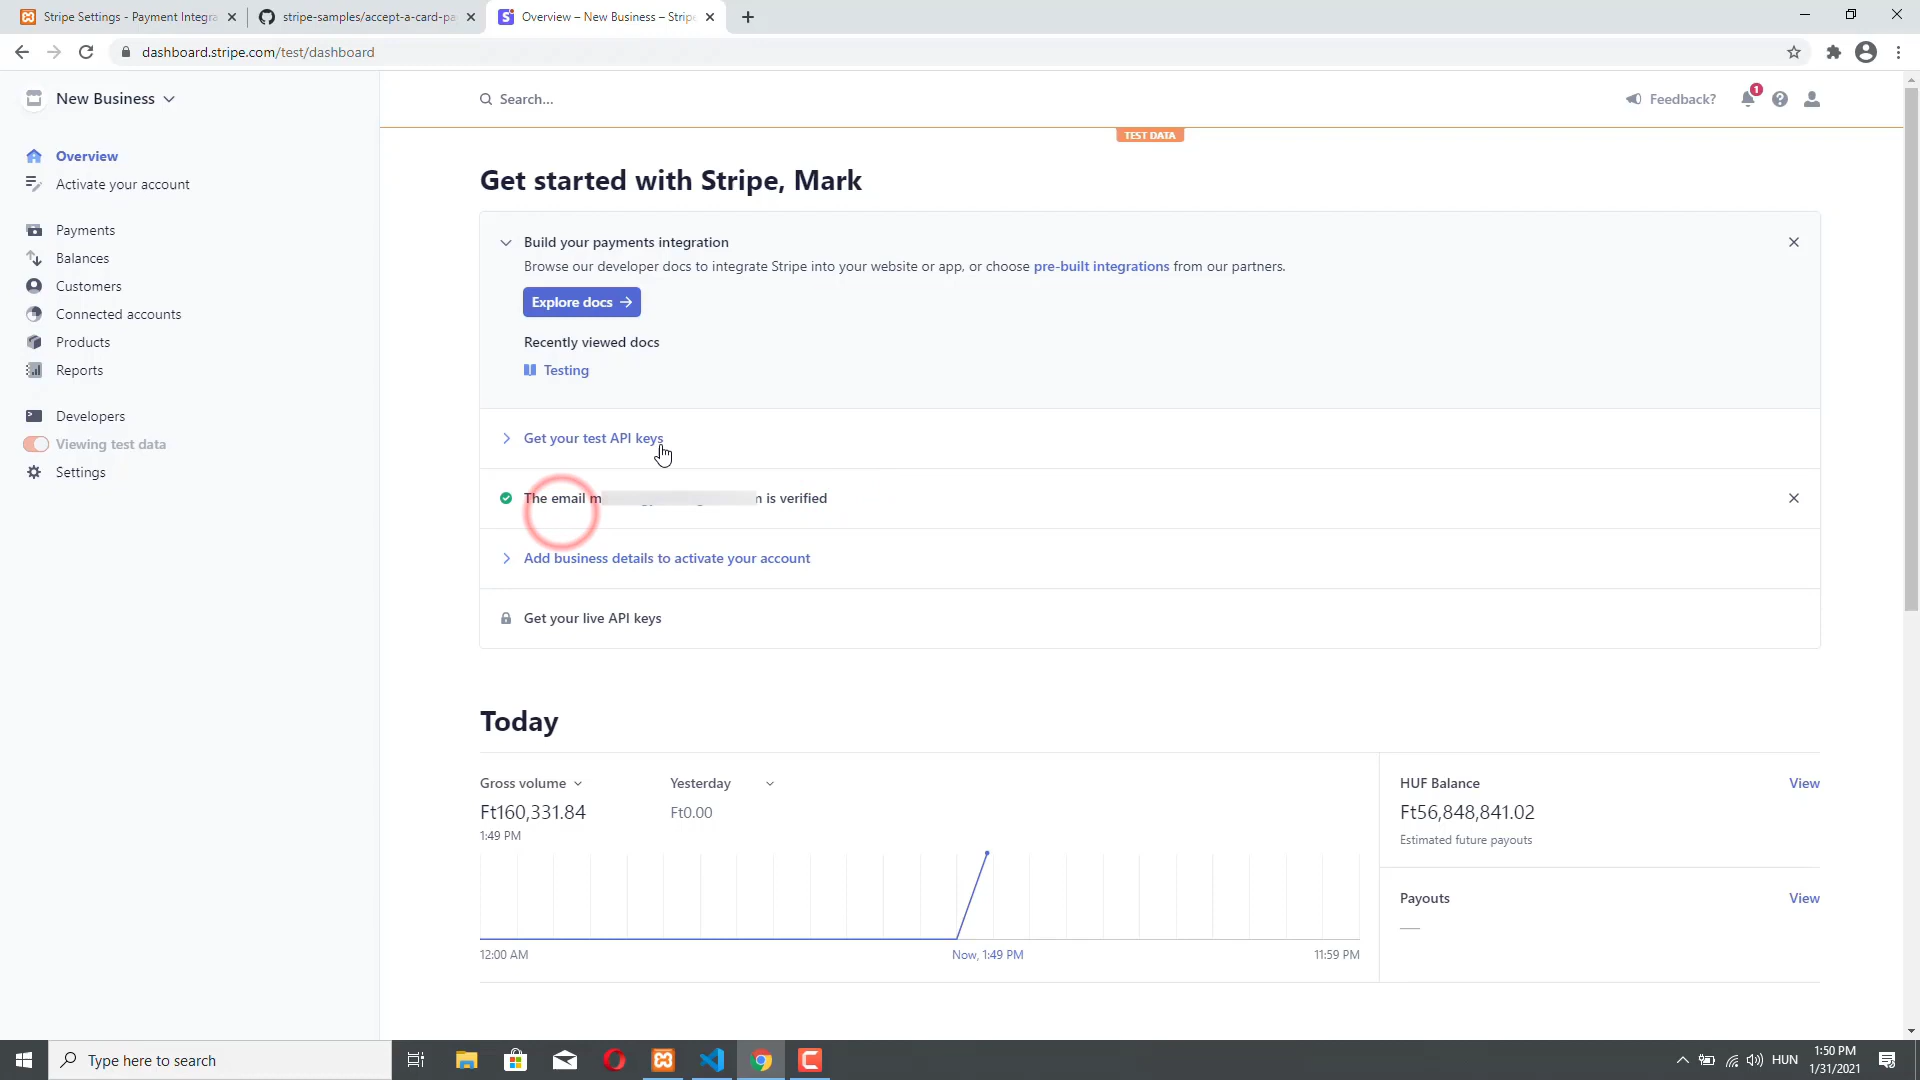 Stripe Settings - Payment Integra
stripe-samples/accept-a-card-pa
Overview – New Business – Stripe
dashboard.stripe.com/test/dashboard
New Business
Search...
Feedback?
1
TEST DATA
Overview
Activate your account
Payments
Balances
Customers
Connected accounts
Products
Reports
Developers
Viewing test data
Settings
Get started with Stripe, Mark
Build your payments integration
Browse our developer docs to integrate Stripe into your website or app, or choose pre-built integrations from our partners.
Explore docs →
Recently viewed docs
Testing
Get your test API keys
The email m n is verified
Add business details to activate your account
Get your live API keys
Today
Gross volume
Yesterday
Ft160,331.84
Ft0.00
1:49 PM
12:00 AM
Now, 1:49 PM
11:59 PM
HUF Balance
View
Ft56,848,841.02
Estimated future payouts
Payouts
View
—
Type here to search
HUN
1:50 PM
1/31/2021